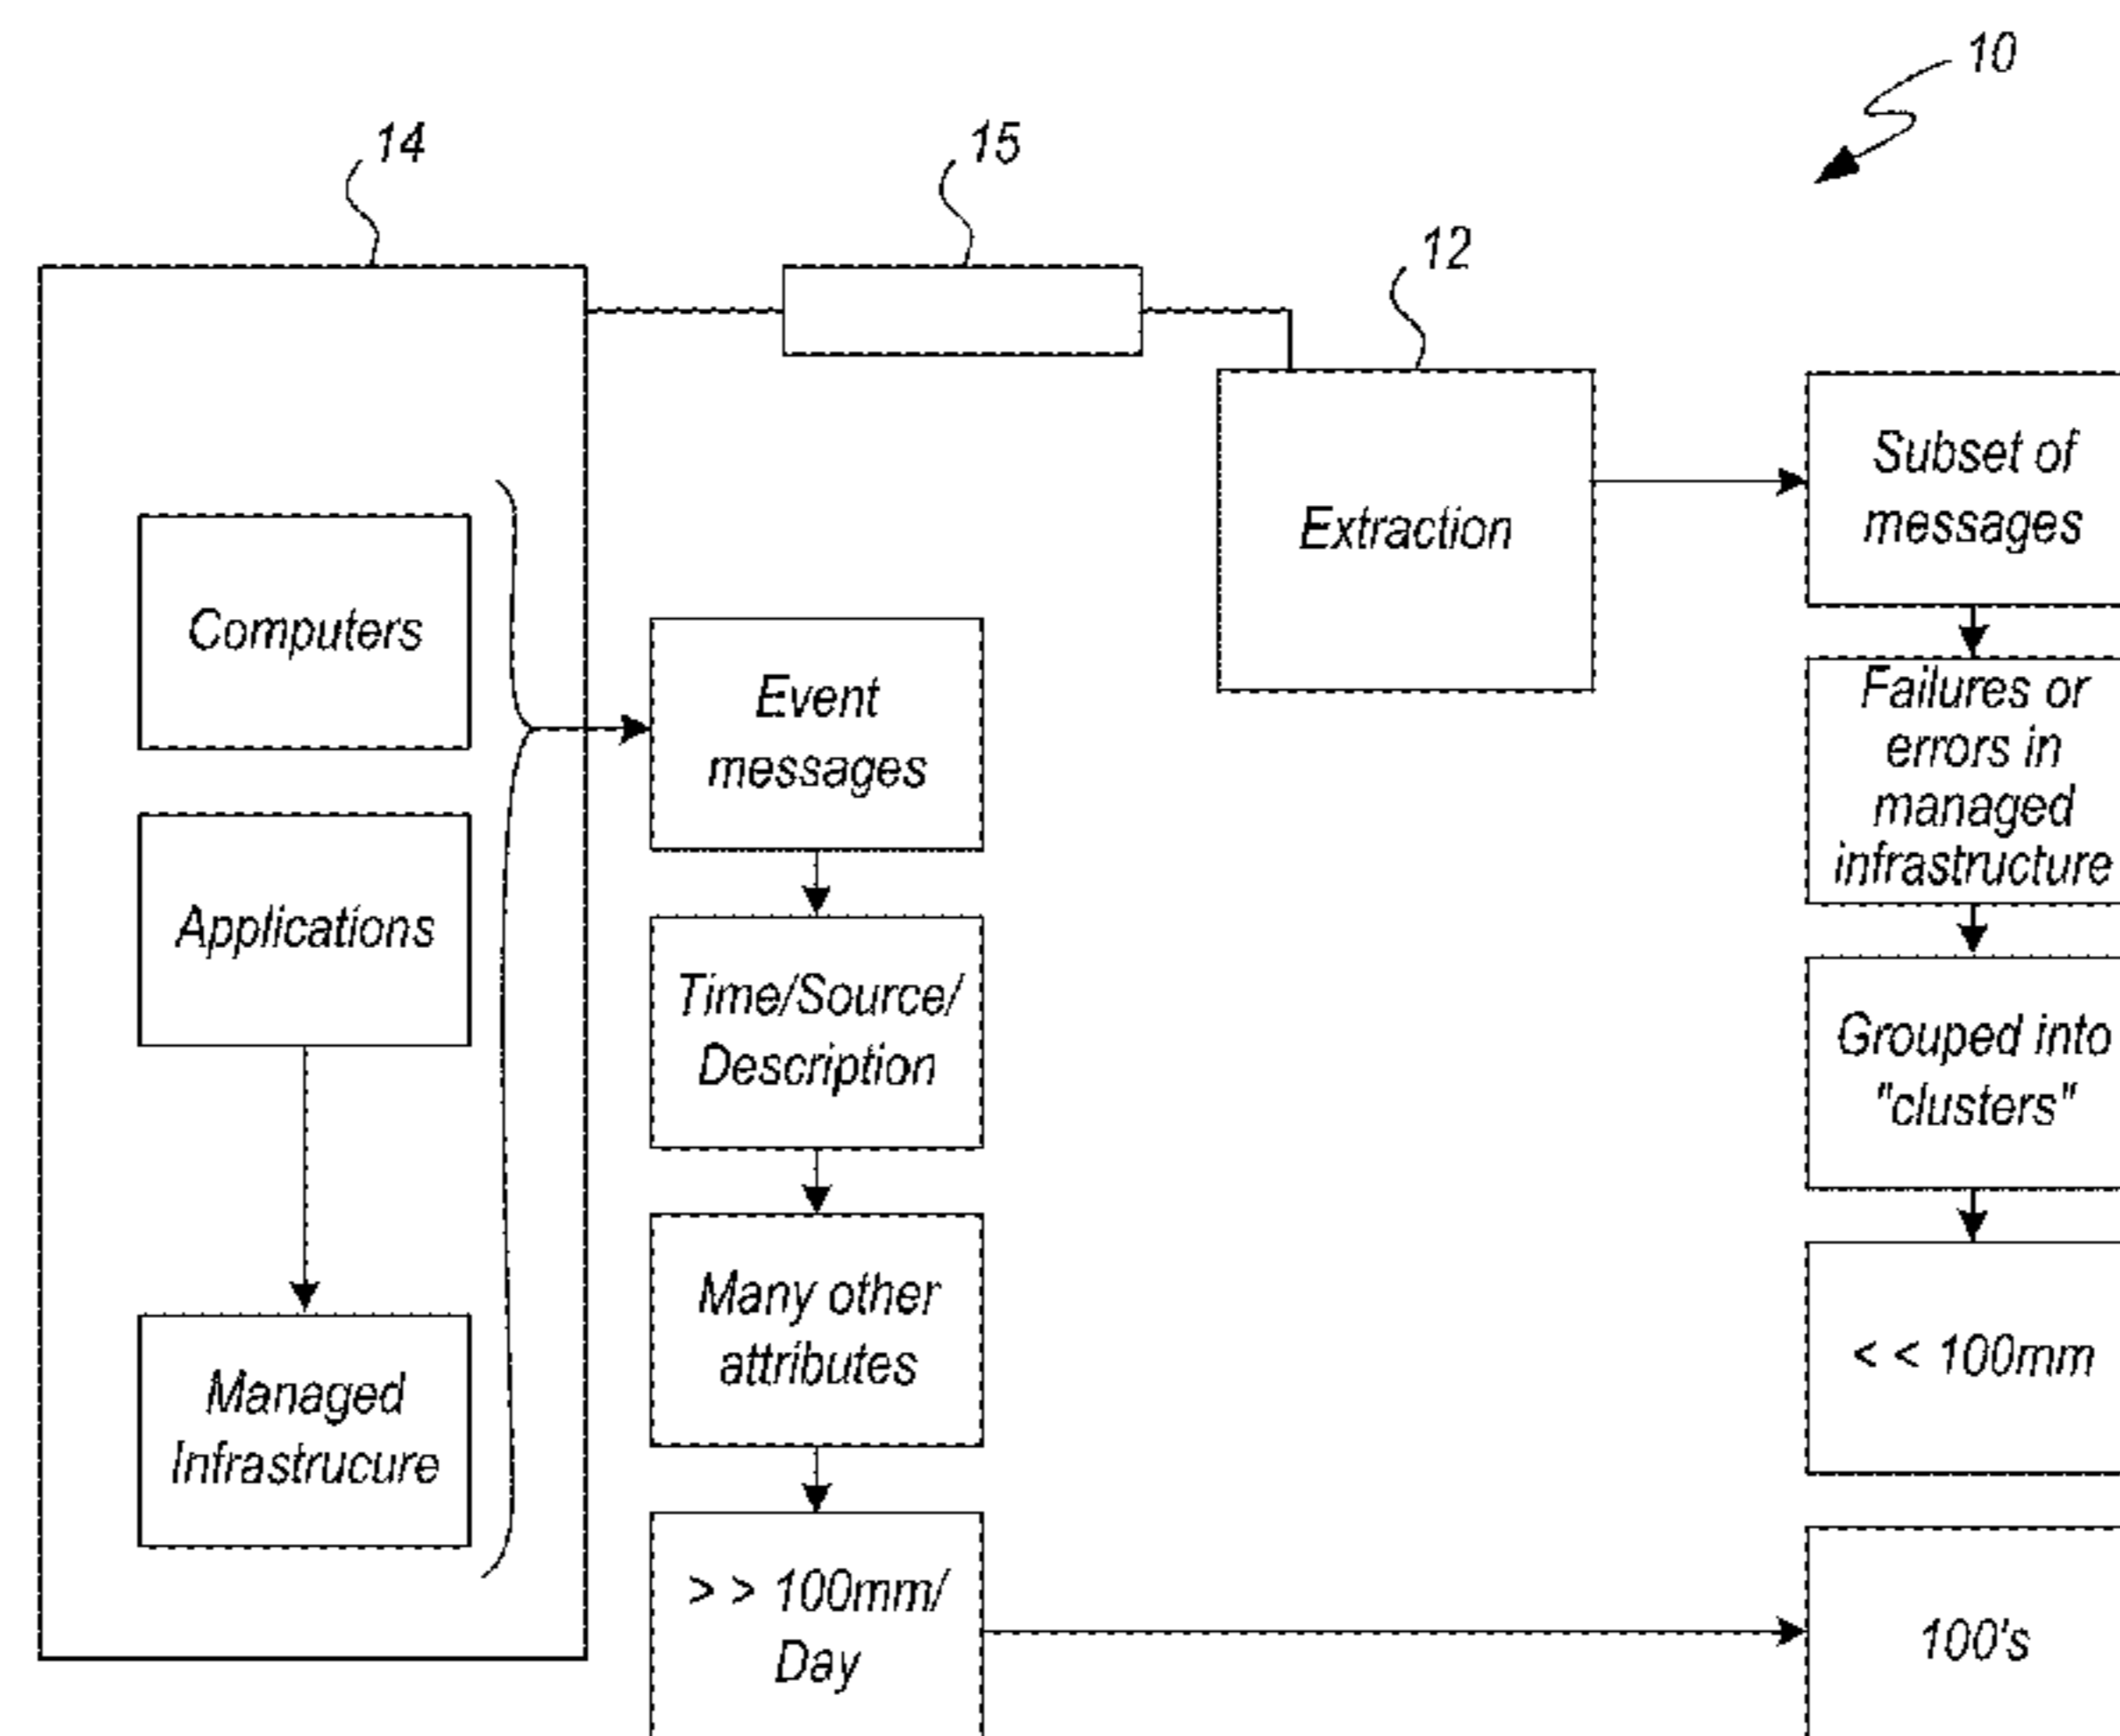 10
14
15
12
Computers
Applications
Managed
Infrastrucure
Event
messages
Time/Source/
Description
Many other
attributes
> > 100mm/
Day
Extraction
Subset of
messages
Failures or
errors in
managed
infrastructure
Grouped into
"clusters"
< < 100mm
100's